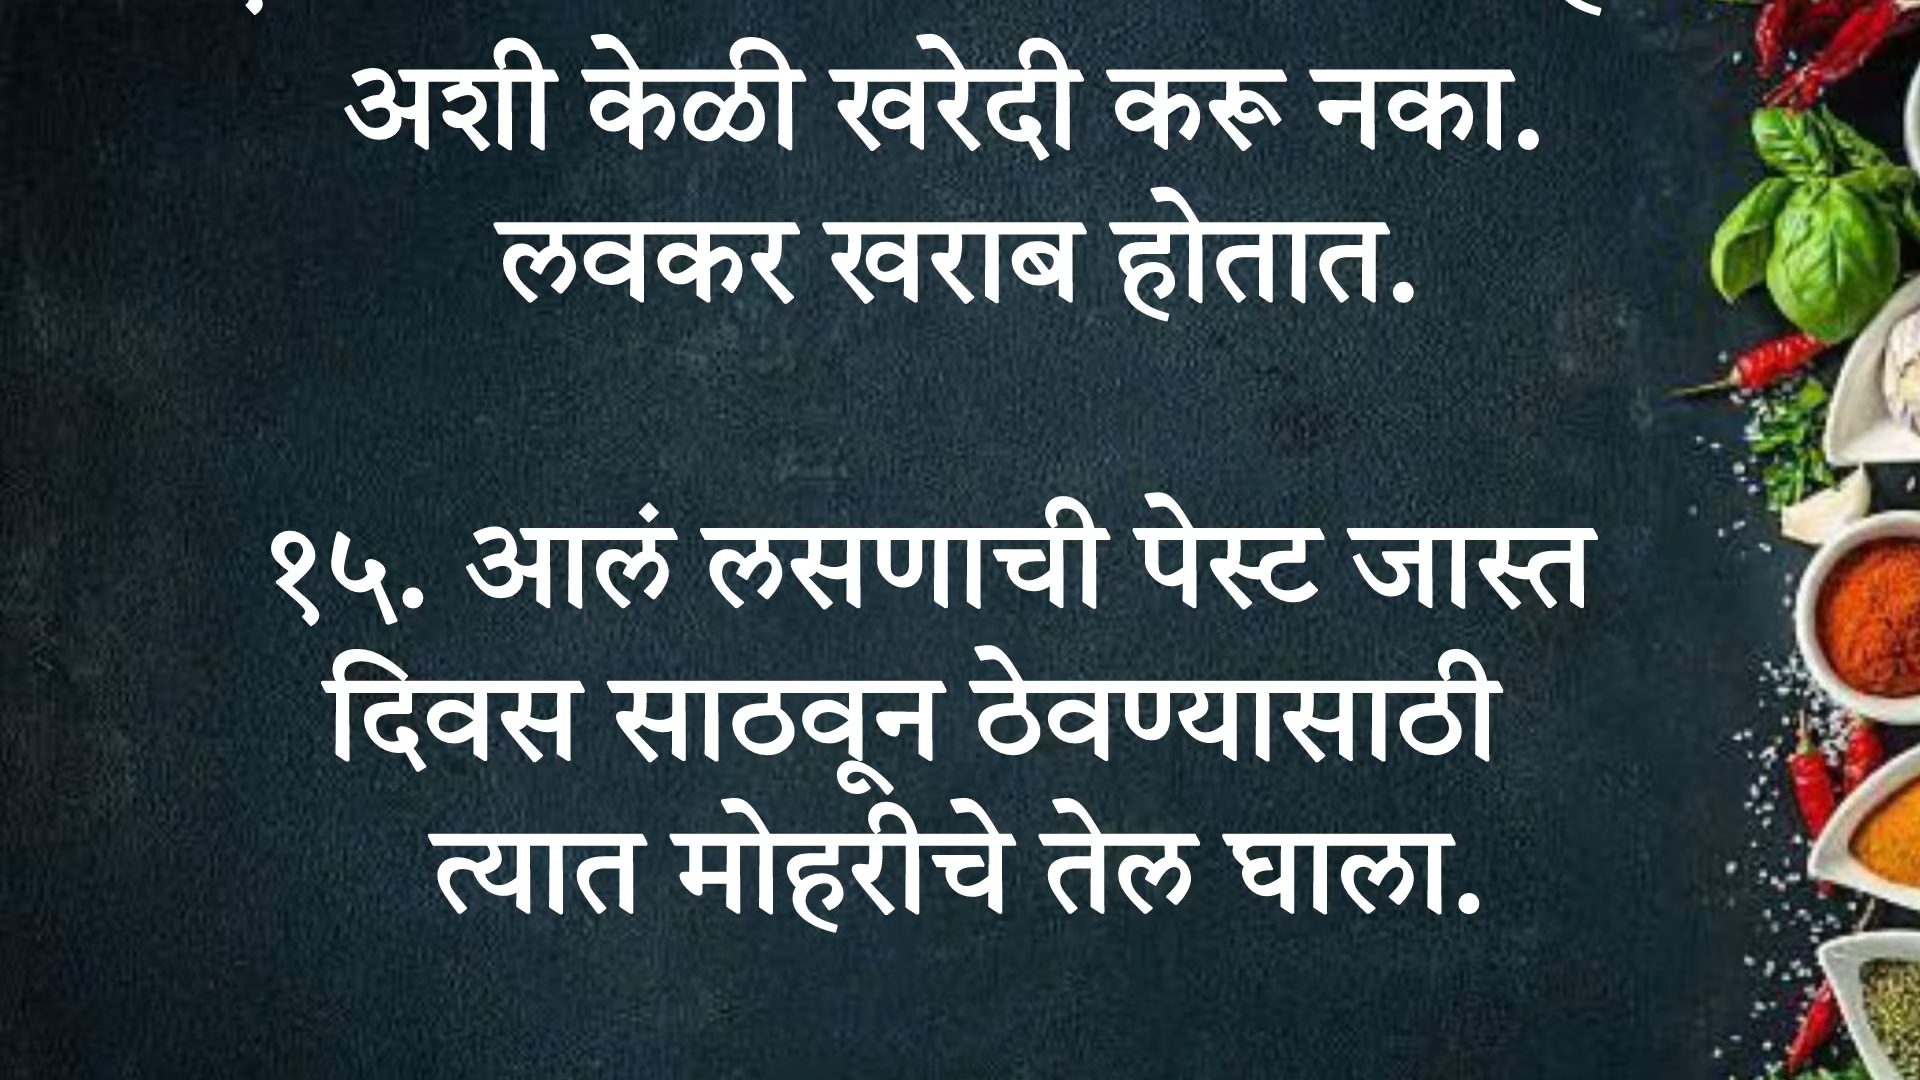 अशी केळी खरेदी करू नका.
लवकर खराब होतात.
१५. आलं लसणाची पेस्ट जास्त
दिवस साठवून ठेवण्यासाठी
त्यात मोहरीचे तेल घाला.